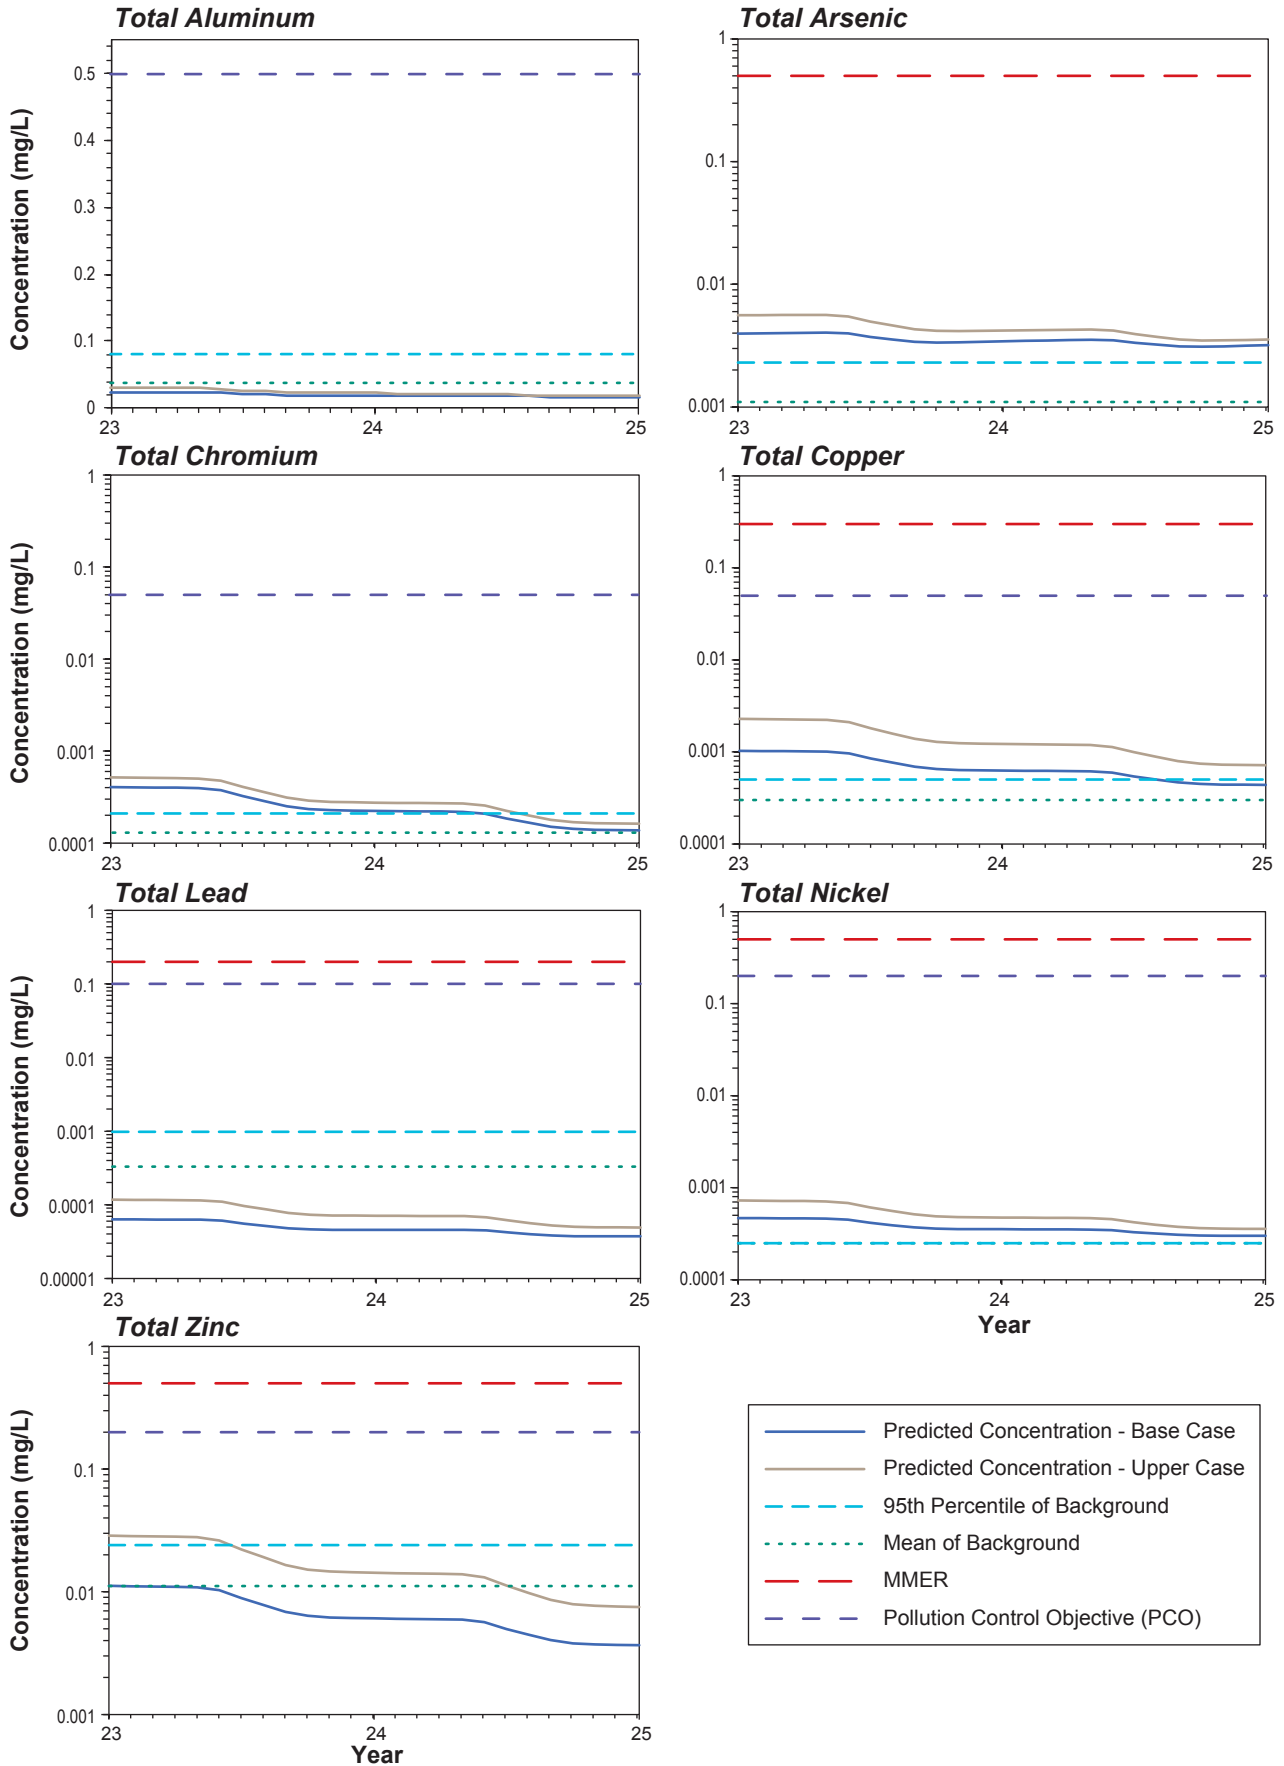 Total Aluminum
Concentration (mg/L)
0.5
0.4
0.3
0.2
0.1
0
23
24
25
Total Arsenic
1
0.1
0.01
0.001
23
24
25
Total Chromium
Concentration (mg/L)
1
0.1
0.01
0.001
0.0001
23
24
25
Total Copper
1
0.1
0.01
0.001
0.0001
23
24
25
Total Lead
Concentration (mg/L)
1
0.1
0.01
0.001
0.0001
0.00001
23
24
25
Total Nickel
1
0.1
0.01
0.001
0.0001
23
24
25
Year
Total Zinc
Concentration (mg/L)
1
0.1
0.01
0.001
23
24
25
Year
Predicted Concentration - Base Case
Predicted Concentration - Upper Case
95th Percentile of Background
Mean of Background
MMER
Pollution Control Objective (PCO)